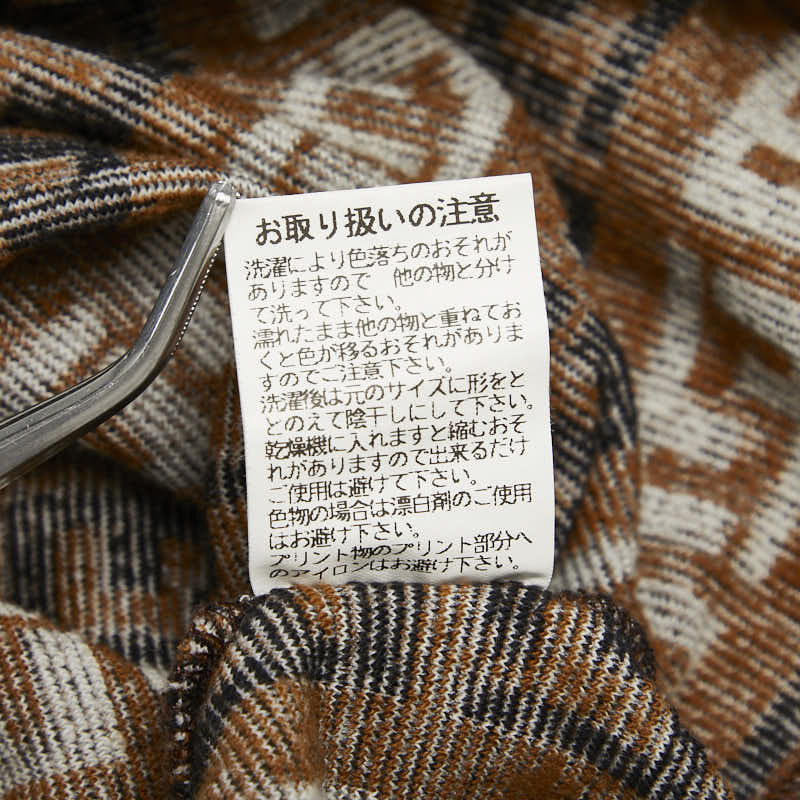 お取り扱いの注意
洗濯により色落ちのおそれが
ありますので　他の物と分け
て洗って下さい。
濡れたまま他の物と重ねてお
くと色が移るおそれがありま
すのでご注意下さい。
洗濯後は元のサイズに形をと
とのえて陰干しにして下さい。
乾燥機に入れますと縮むおそ
れがありますので出来るだけ
ご使用は避けて下さい。
色物の場合は漂白剤のご使用
はお避け下さい。
プリント物のプリント部分へ
のアイロンはお避け下さい。